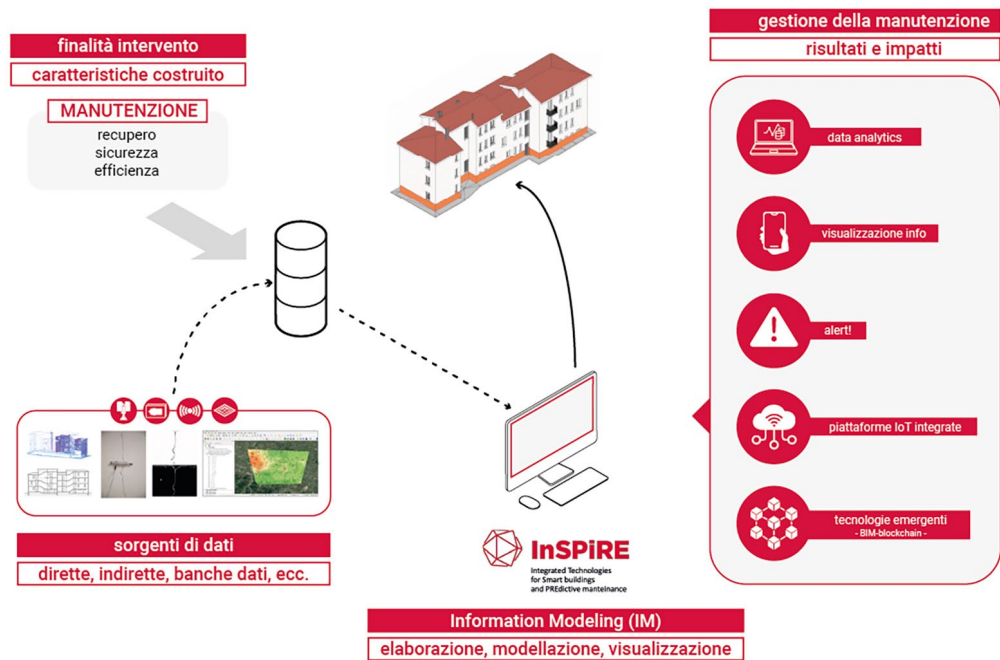 finalità intervento
caratteristiche costruito
MANUTENZIONE
recupero
sicurezza
efficienza
sorgenti di dati
dirette, indirette, banche dati, ecc.
InSPiRE
Integrated Technologies
for Smart buildings
and PREdictive manteinance
Information Modeling (IM)
elaborazione, modellazione, visualizzazione
gestione della manutenzione
risultati e impatti
data analytics
visualizzazione info
alert!
piattaforme IoT integrate
tecnologie emergenti
- BIM-blockchain -